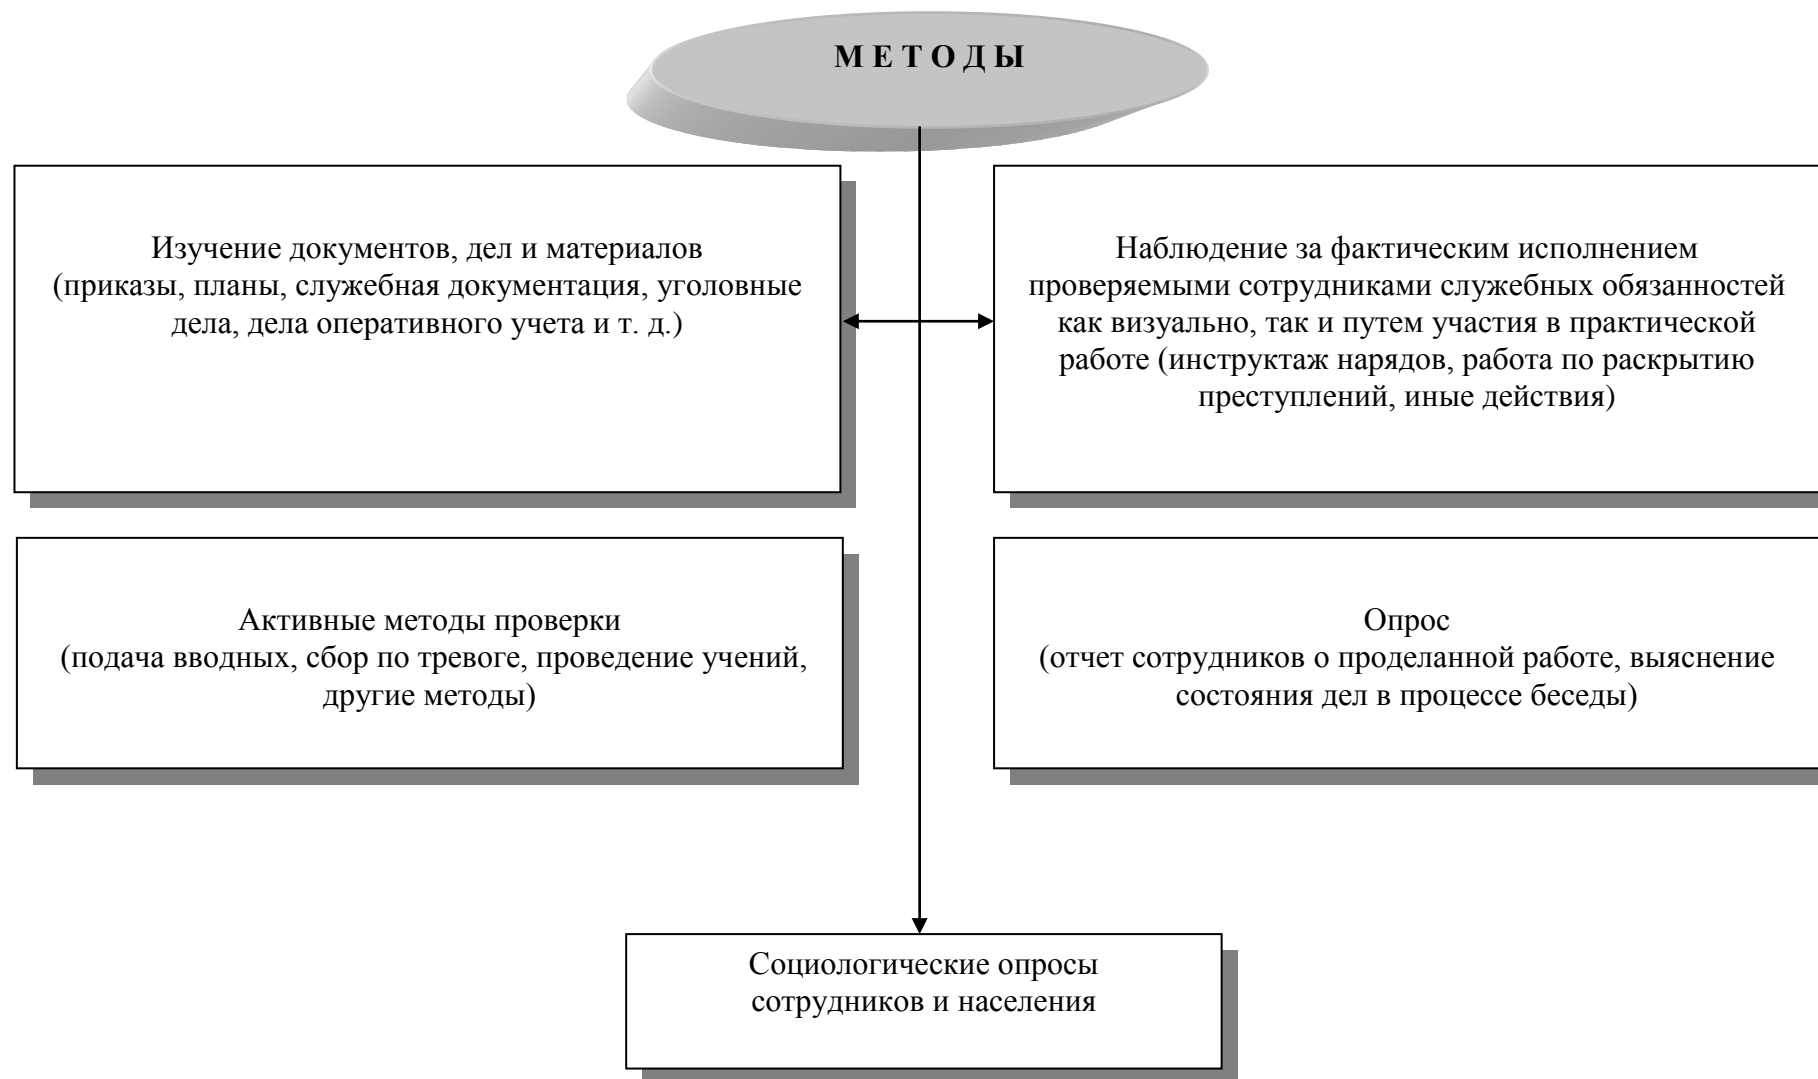 М Е Т О Д Ы
Изучение документов, дел и материалов
(приказы, планы, служебная документация, уголовные
дела, дела оперативного учета и т. д.)
Наблюдение за фактическим исполнением
проверяемыми сотрудниками служебных обязанностей
как визуально, так и путем участия в практической
работе (инструктаж нарядов, работа по раскрытию
преступлений, иные действия)
Активные методы проверки
(подача вводных, сбор по тревоге, проведение учений,
другие методы)
Опрос
(отчет сотрудников о проделанной работе, выяснение
состояния дел в процессе беседы)
Социологические опросы
сотрудников и населения